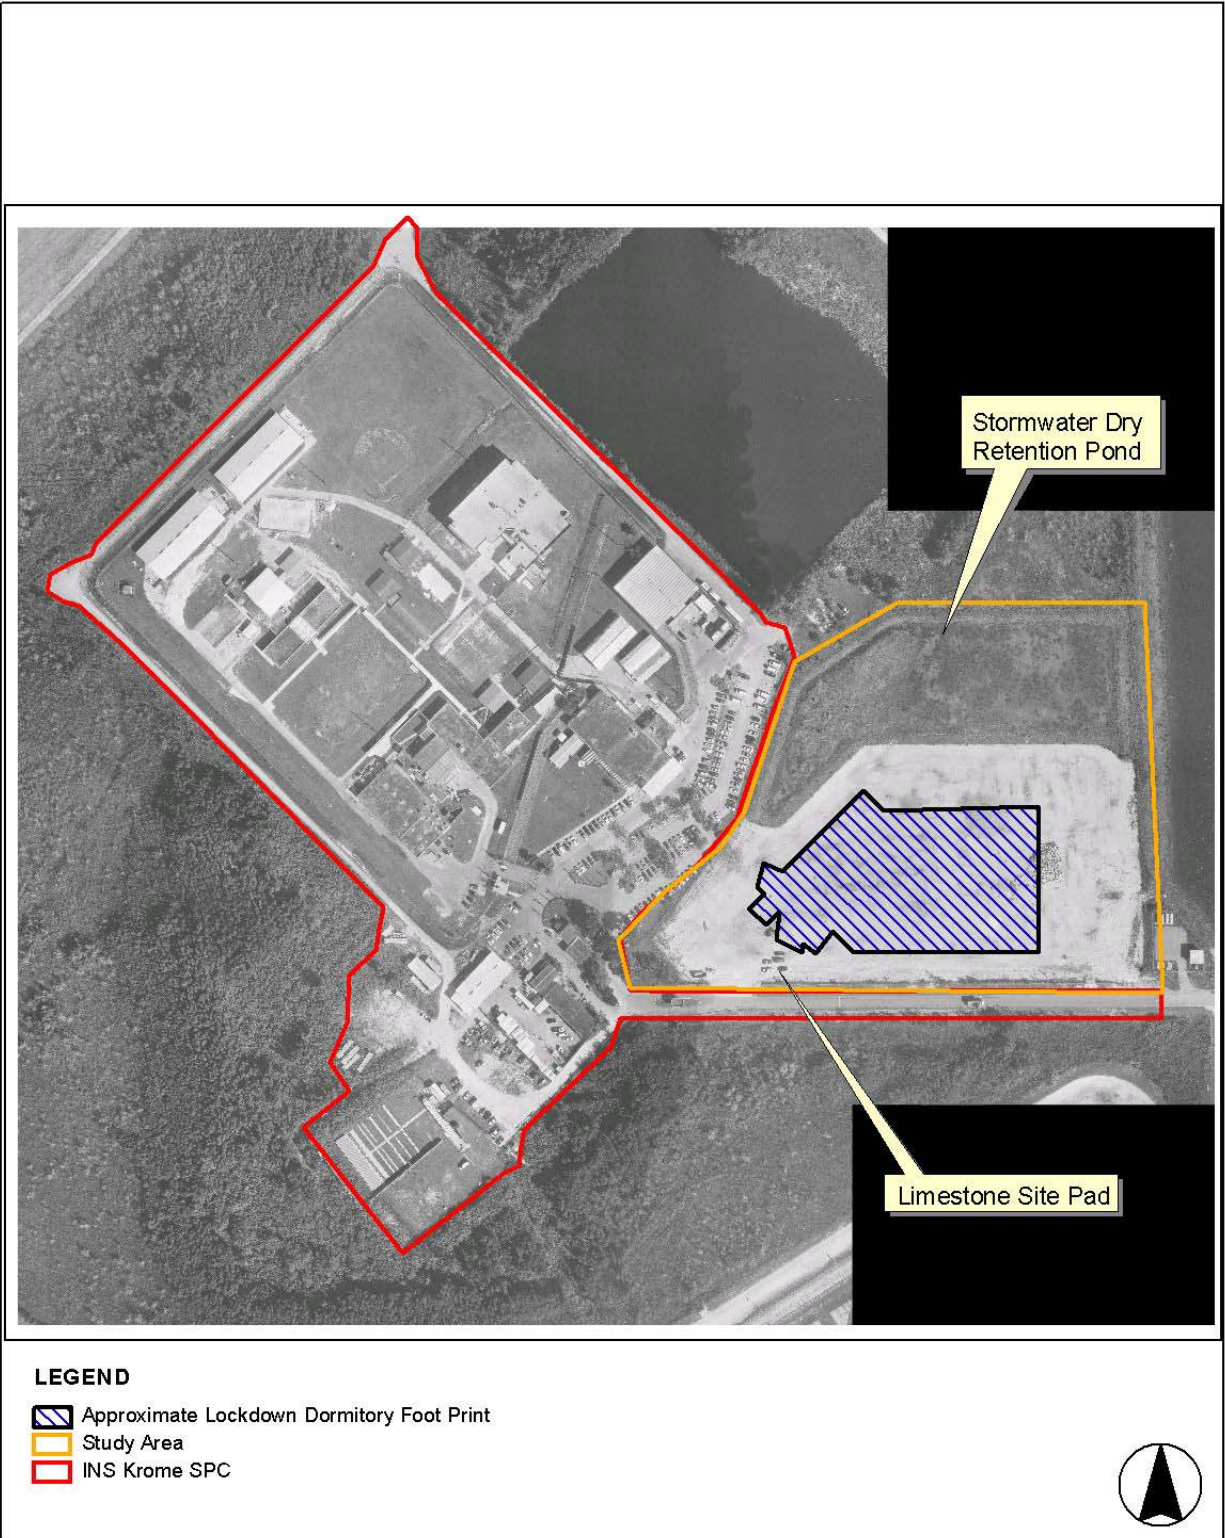 Stormwater Dry
Retention Pond
Limestone Site Pad
LEGEND
Approximate Lockdown Dormitory Foot Print
Study Area
INS Krome SPC